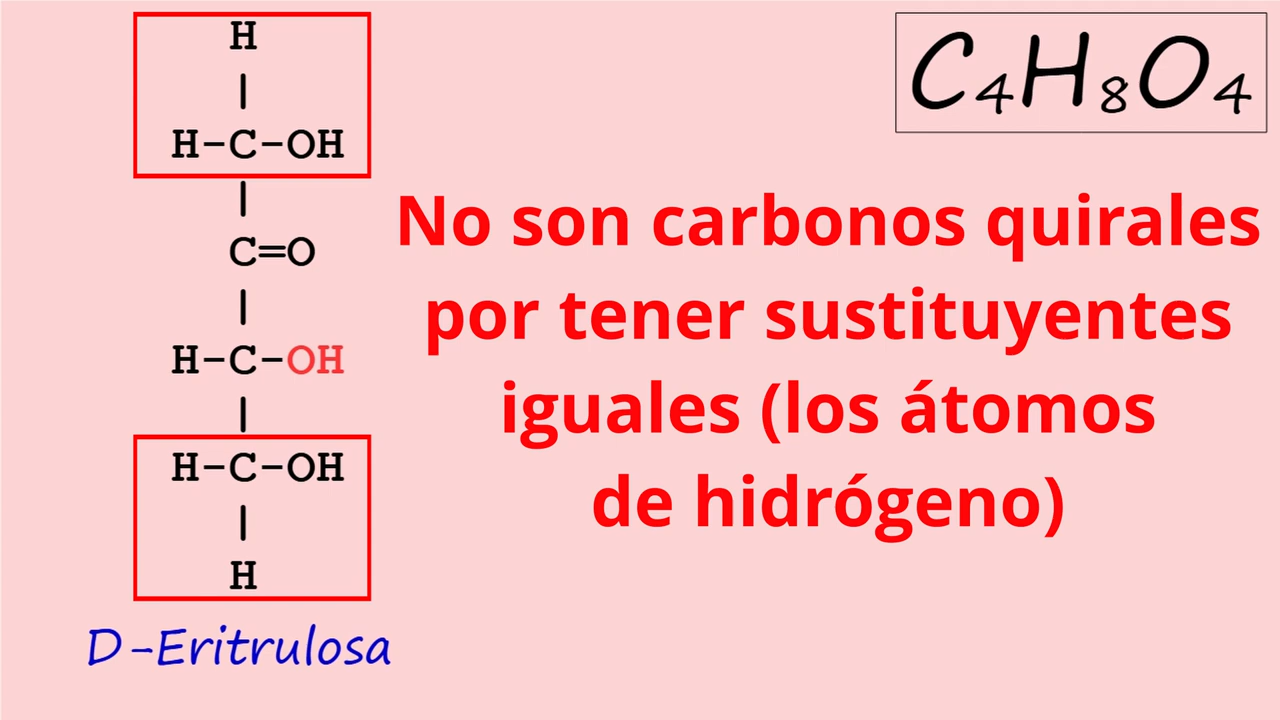 H
|
H-C-OH
|
C=O
|
H-C-OH
|
H-C-OH
|
H
D-Eritrulosa
C₄H₈O₄
No son carbonos quirales
por tener sustituyentes
iguales (los átomos
de hidrógeno)